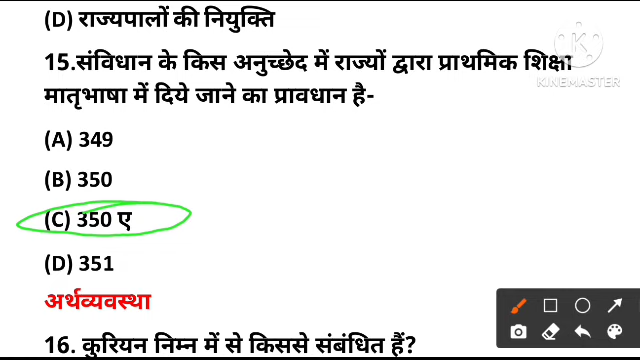 (D) राज्यपालों की नियुक्ति
15.संविधान के किस अनुच्छेद में राज्यों द्वारा प्राथमिक शिक्षा
KINEMASTER
मातृभाषा में दिये जाने का प्रावधान है-
(A) 349
(B) 350
(C) 350 ए
(D) 351
अर्थव्यवस्था
16. कुरियन निम्न में से किससे संबंधित हैं?